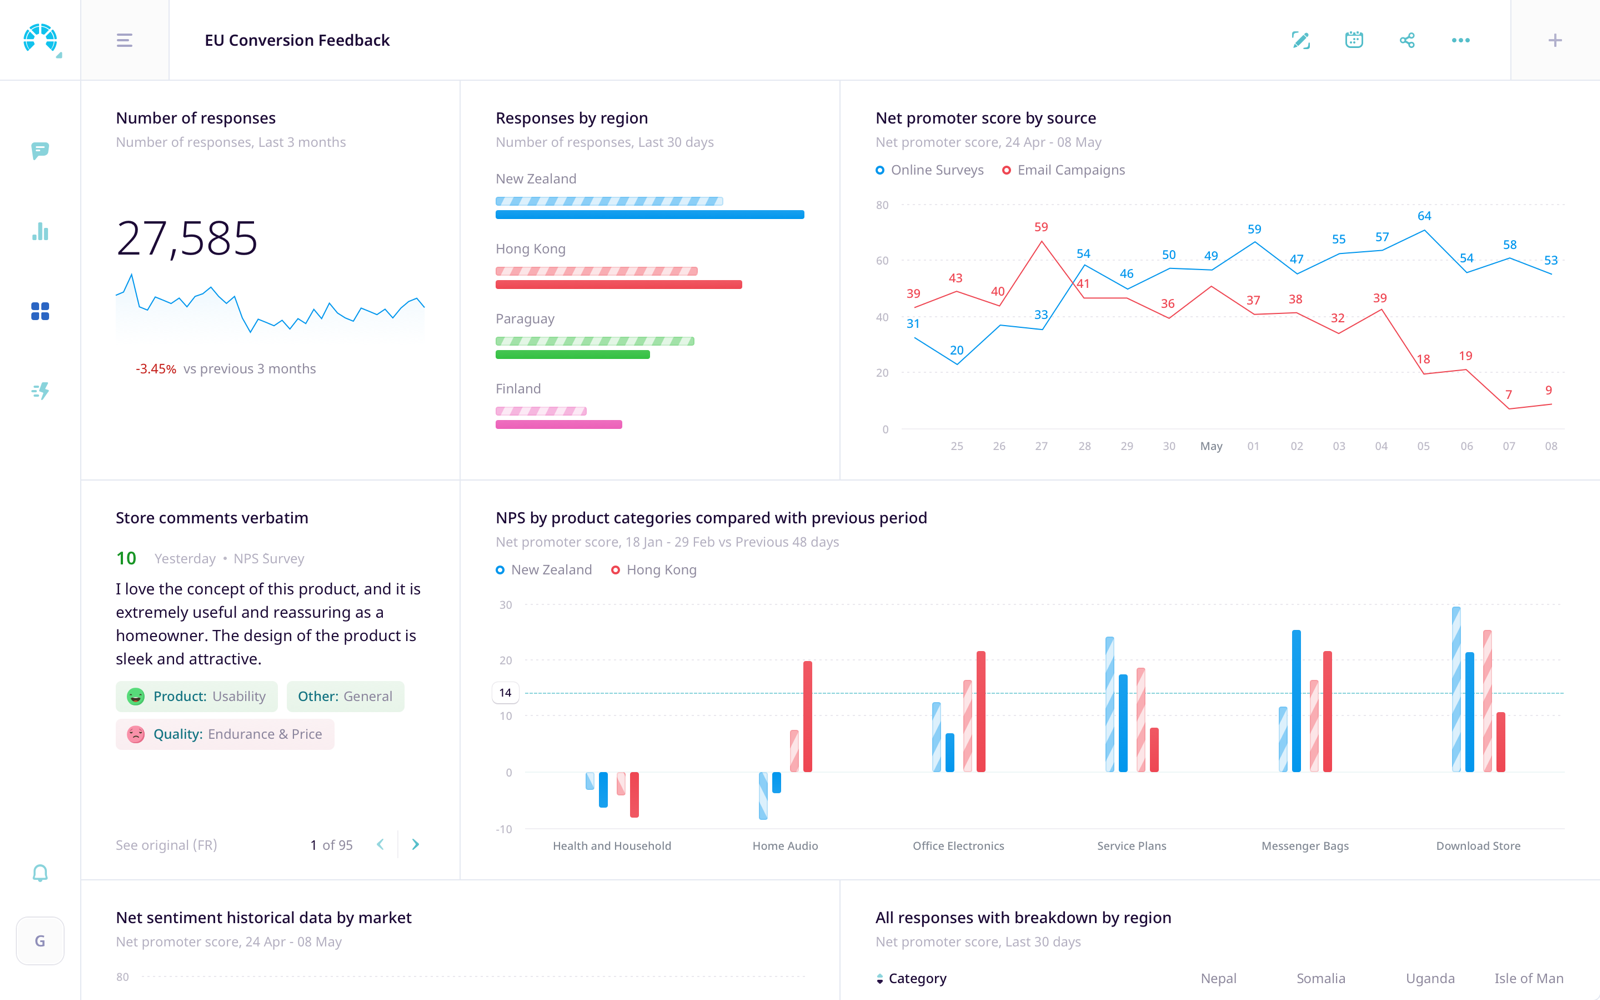 EU Conversion Feedback
Number of responses
Number of responses, Last 3 months
27,585
-3.45% vs previous 3 months
Responses by region
Number of responses, Last 30 days
New Zealand
Hong Kong
Paraguay
Finland
Net promoter score by source
Net promoter score, 24 Apr - 08 May
Online Surveys Email Campaigns
80
60
40
20
0
39 43 40 59 41 36 37 38 32 39 18 19 7 9
31 20 33 54 46 50 49 59 47 55 57 64 54 58 53
25 26 27 28 29 30 May 01 02 03 04 05 06 07 08
Store comments verbatim
10 Yesterday • NPS Survey
I love the concept of this product, and it is
extremely useful and reassuring as a
homeowner. The design of the product is
sleek and attractive.
Product: Usability Other: General
Quality: Endurance & Price
See original (FR) 1 of 95
NPS by product categories compared with previous period
Net promoter score, 18 Jan - 29 Feb vs Previous 48 days
New Zealand Hong Kong
30
20
14
10
0
-10
Health and Household Home Audio Office Electronics Service Plans Messenger Bags Download Store
G
Net sentiment historical data by market
Net promoter score, 24 Apr - 08 May
80
All responses with breakdown by region
Net promoter score, Last 30 days
Category Nepal Somalia Uganda Isle of Man